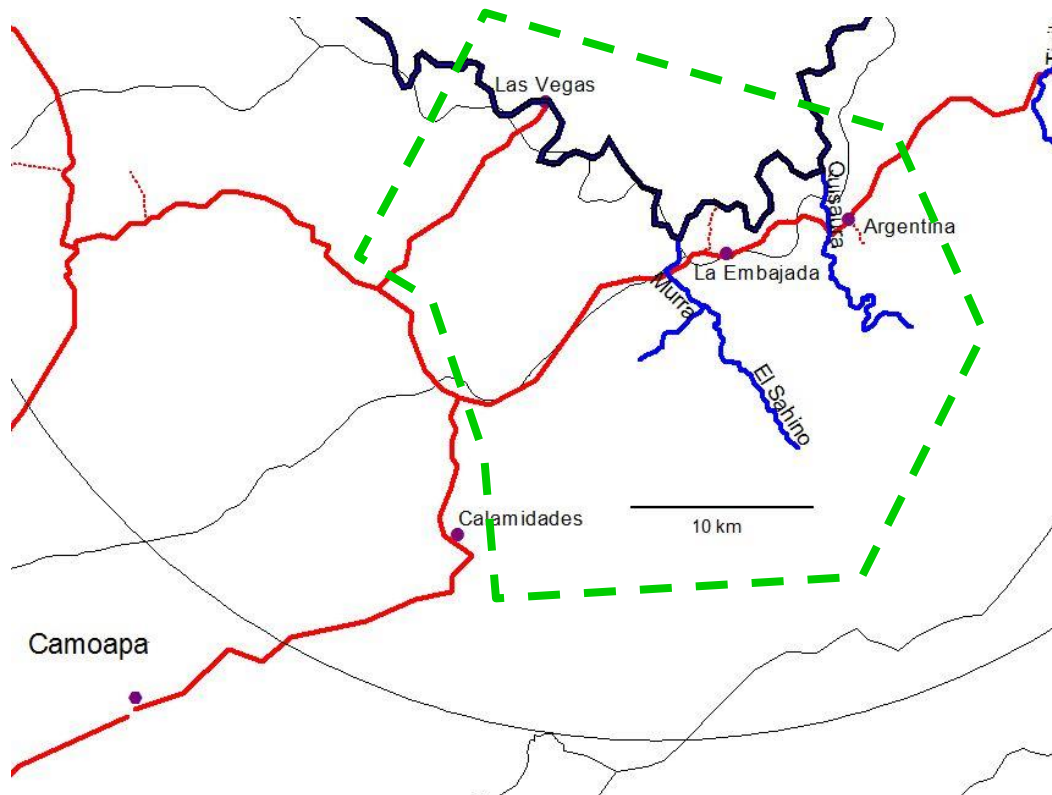 Las Vegas
Quisaura
Argentina
La Embajada
Murra
El Sahino
10 km
Calamidades
Camoapa